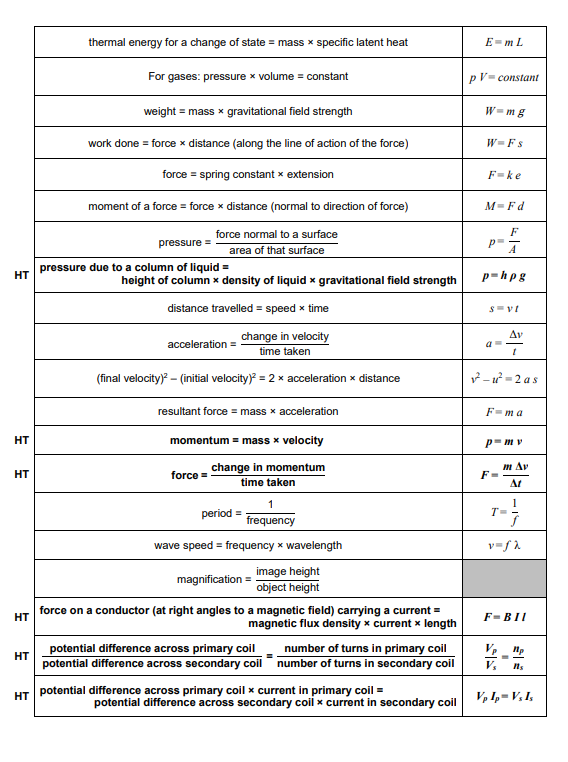 thermal energy for a change of state = mass × specific latent heat E = m L
For gases: pressure × volume = constant p V = constant
weight = mass × gravitational field strength W = m g
work done = force × distance (along the line of action of the force) W = F s
force = spring constant × extension F = k e
moment of a force = force × distance (normal to direction of force) M = F d
pressure = force normal to a surface / area of that surface p = F / A
HT pressure due to a column of liquid =
height of column × density of liquid × gravitational field strength p = h ρ g
distance travelled = speed × time s = v t
acceleration = change in velocity / time taken a = Δv / t
(final velocity)² – (initial velocity)² = 2 × acceleration × distance v² – u² = 2 a s
resultant force = mass × acceleration F = m a
HT momentum = mass × velocity p = m v
HT force = change in momentum / time taken F = m Δv / Δt
period = 1 / frequency T = 1 / f
wave speed = frequency × wavelength v = f λ
magnification = image height / object height
HT force on a conductor (at right angles to a magnetic field) carrying a current =
magnetic flux density × current × length F = B I l
HT potential difference across primary coil / potential difference across secondary coil = number of turns in primary coil / number of turns in secondary coil Vp / Vs = np / ns
HT potential difference across primary coil × current in primary coil =
potential difference across secondary coil × current in secondary coil Vp Ip = Vs Is